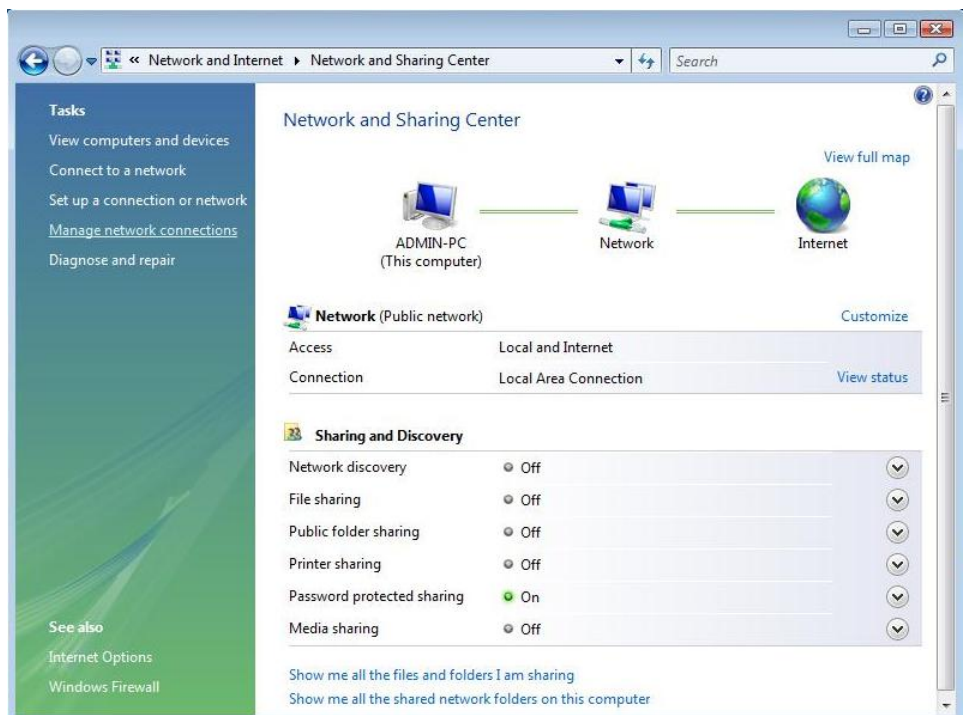 « Network and Internet ▸ Network and Sharing Center
Search
Tasks
View computers and devices
Connect to a network
Set up a connection or network
Manage network connections
Diagnose and repair
See also
Internet Options
Windows Firewall
Network and Sharing Center
View full map
ADMIN-PC
(This computer)
Network
Internet
Network (Public network)
Customize
Access Local and Internet
Connection Local Area Connection View status
Sharing and Discovery
Network discovery Off
File sharing Off
Public folder sharing Off
Printer sharing Off
Password protected sharing On
Media sharing Off
Show me all the files and folders I am sharing
Show me all the shared network folders on this computer